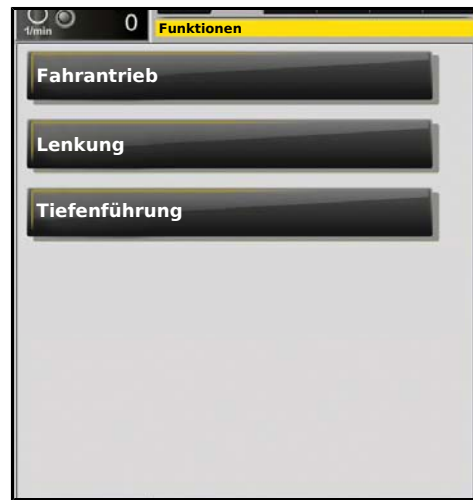 1/min
0
Funktionen
Fahrantrieb
Lenkung
Tiefenführung